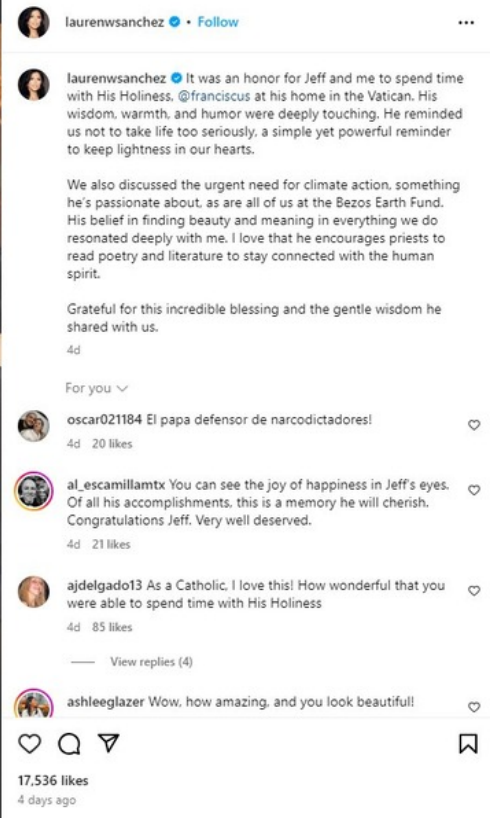 laurenwsanchez • Follow
laurenwsanchez It was an honor for Jeff and me to spend time
with His Holiness, @franciscus at his home in the Vatican. His
wisdom, warmth, and humor were deeply touching. He reminded
us not to take life too seriously, a simple yet powerful reminder
to keep lightness in our hearts.
We also discussed the urgent need for climate action, something
he's passionate about, as are all of us at the Bezos Earth Fund.
His belief in finding beauty and meaning in everything we do
resonated deeply with me. I love that he encourages priests to
read poetry and literature to stay connected with the human
spirit.
Grateful for this incredible blessing and the gentle wisdom he
shared with us.
4d
For you
oscar021184 El papa defensor de narcodictadores!
4d 20 likes
al_escamillamtx You can see the joy of happiness in Jeff's eyes.
Of all his accomplishments, this is a memory he will cherish.
Congratulations Jeff. Very well deserved.
4d 21 likes
ajdelgado13 As a Catholic, I love this! How wonderful that you
were able to spend time with His Holiness
4d 85 likes
View replies (4)
ashleeglazer Wow, how amazing, and you look beautiful!
17,536 likes
4 days ago